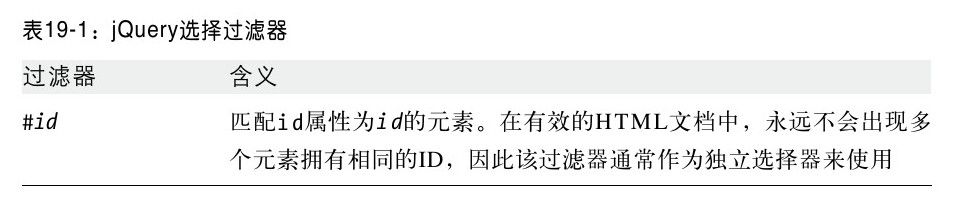 表19-1：jQuery选择过滤器
过滤器 含义
#id 匹配id属性为id的元素。在有效的HTML文档中，永远不会出现多
个元素拥有相同的ID，因此该过滤器通常作为独立选择器来使用